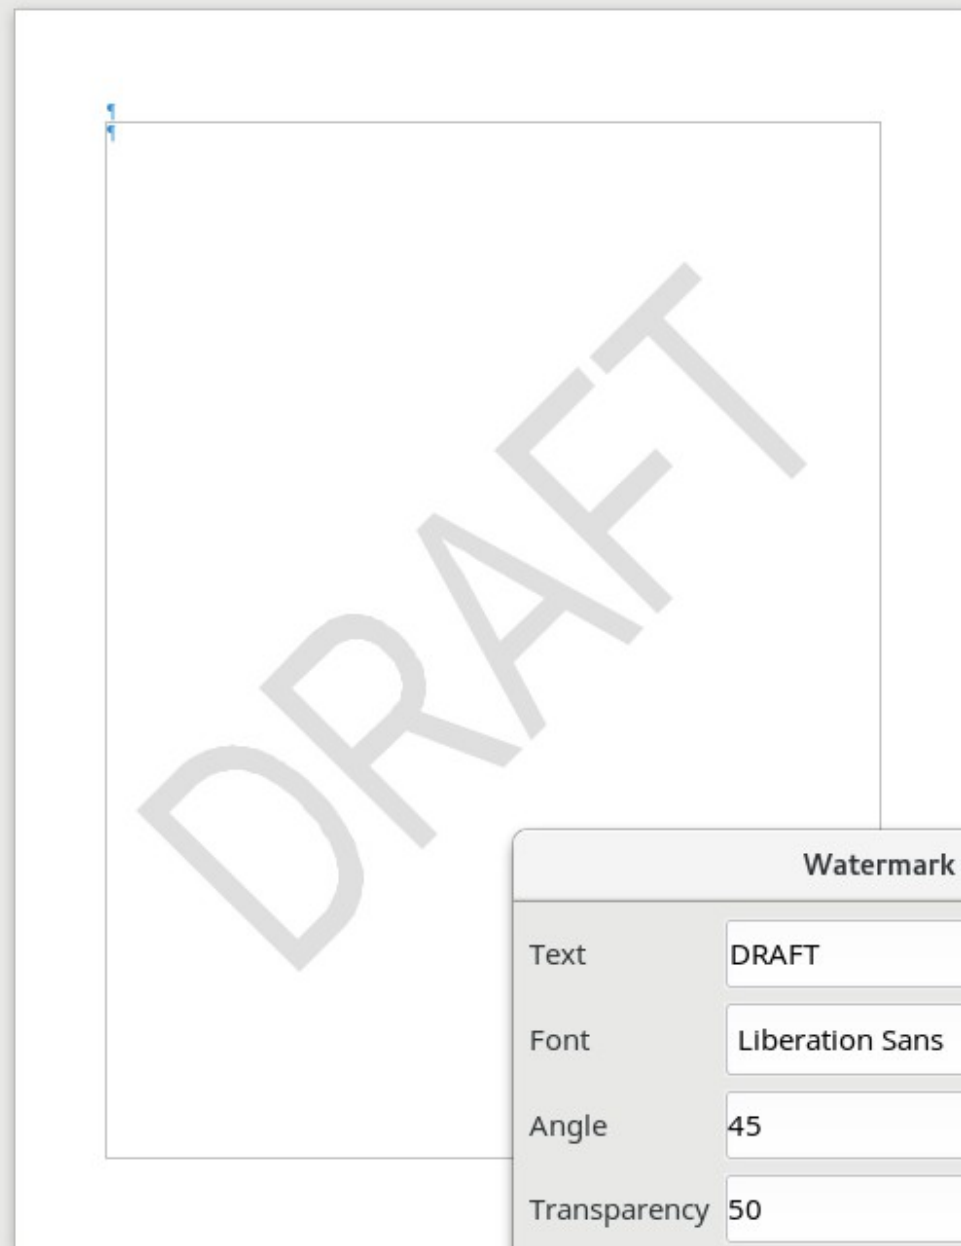 ¶
¶
DRAFT
Watermark
Text DRAFT
Font Liberation Sans
Angle 45
Transparency 50